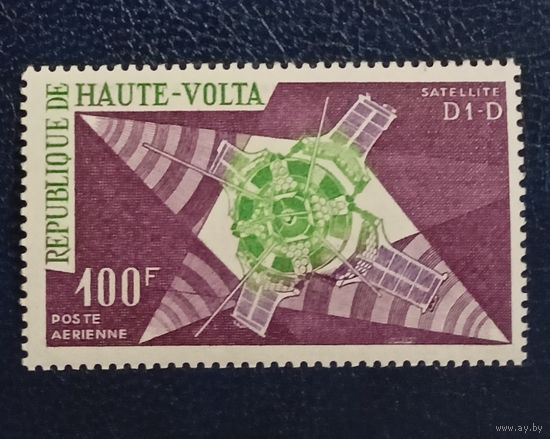 REPUBLIQUE DE
HAUTE-VOLTA
SATELLITE
D1-D
100F
POSTE
AERIENNE
www.ay.by